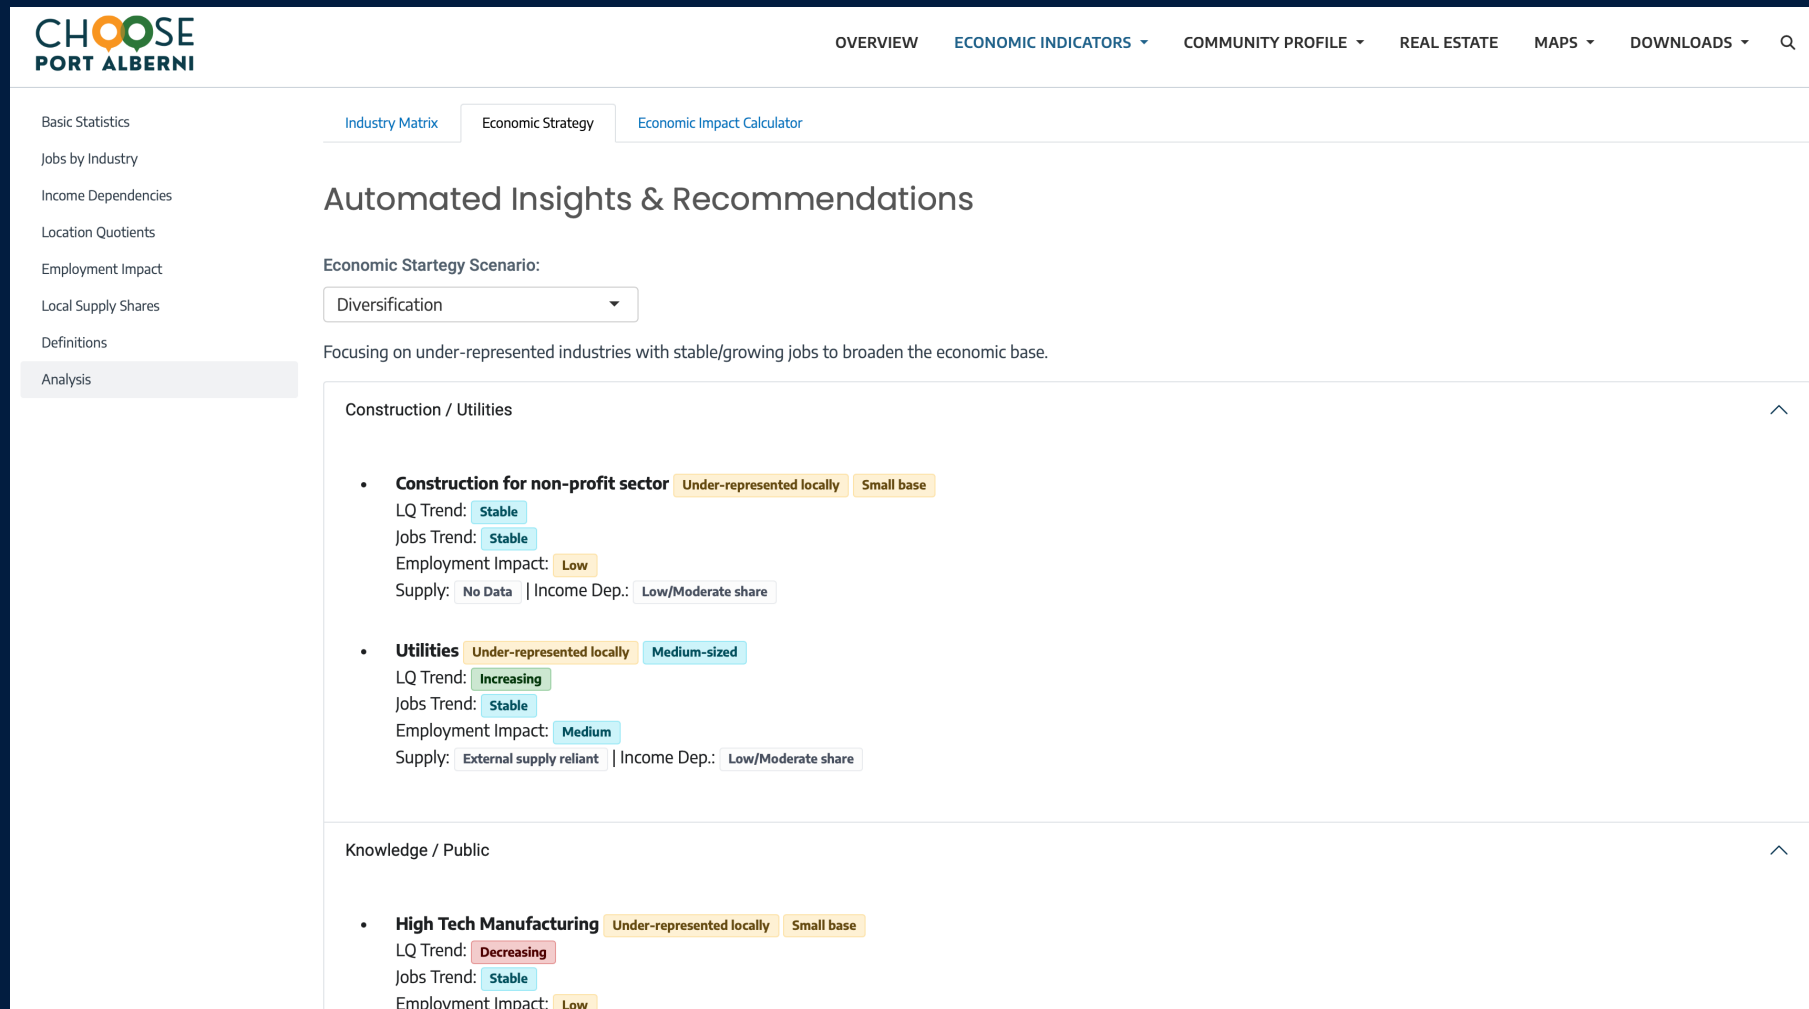 CHOOSE
PORT ALBERNI
OVERVIEW ECONOMIC INDICATORS COMMUNITY PROFILE REAL ESTATE MAPS DOWNLOADS
Basic Statistics
Jobs by Industry
Income Dependencies
Location Quotients
Employment Impact
Local Supply Shares
Definitions
Analysis
Industry Matrix Economic Strategy Economic Impact Calculator
Automated Insights & Recommendations
Economic Startegy Scenario:
Diversification
Focusing on under-represented industries with stable/growing jobs to broaden the economic base.
Construction / Utilities
Construction for non-profit sector Under-represented locally Small base
LQ Trend: Stable
Jobs Trend: Stable
Employment Impact: Low
Supply: No Data | Income Dep.: Low/Moderate share
Utilities Under-represented locally Medium-sized
LQ Trend: Increasing
Jobs Trend: Stable
Employment Impact: Medium
Supply: External supply reliant | Income Dep.: Low/Moderate share
Knowledge / Public
High Tech Manufacturing Under-represented locally Small base
LQ Trend: Decreasing
Jobs Trend: Stable
Employment Impact: Low